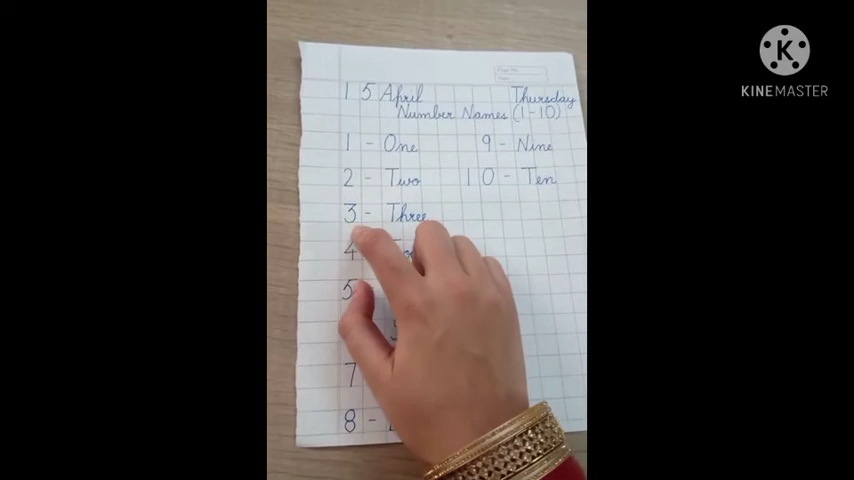 15 April Thursday
Number Names (1-10)
1 - One 9 - Nine
2 - Two 10 - Ten
3 - Three
4
5
7
8 -
KINEMASTER